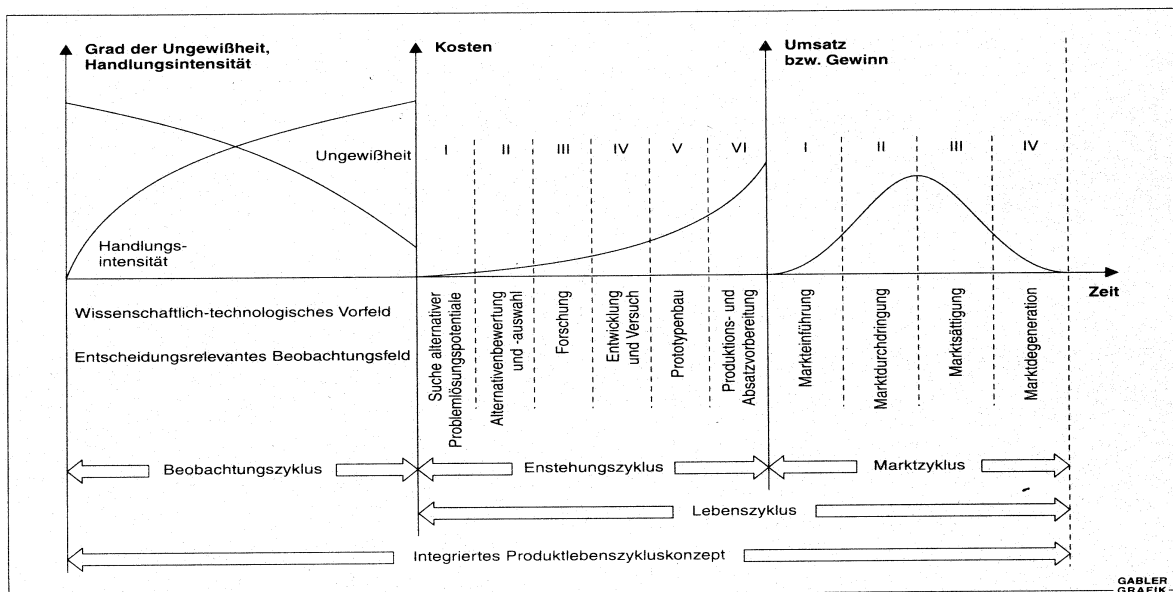 Grad der Ungewißheit,
Handlungsintensität
Kosten
Umsatz
bzw. Gewinn
Ungewißheit
Handlungs-
intensität
I
II
III
IV
V
VI
I
II
III
IV
Zeit
Wissenschaftlich-technologisches Vorfeld
Entscheidungsrelevantes Beobachtungsfeld
Suche alternativer
Problemlösungspotentiale
Alternativenbewertung
und -auswahl
Forschung
Entwicklung
und Versuch
Prototypenbau
Produktions- und
Absatzvorbereitung
Markteinführung
Marktdurchdringung
Marktsättigung
Marktdegeneration
Beobachtungszyklus
Enstehungszyklus
Marktzyklus
Lebenszyklus
Integriertes Produktlebenszykluskonzept
GABLER
GRAFIK